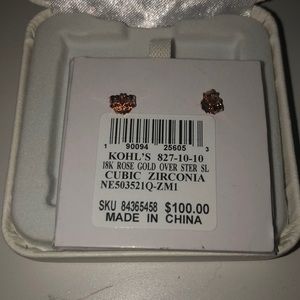 1 90094 25605 3
KOHL'S 827-10-10
18K ROSE GOLD OVER STER SL
CUBIC ZIRCONIA
NE503521Q-ZM1
SKU 84365458 $100.00
MADE IN CHINA